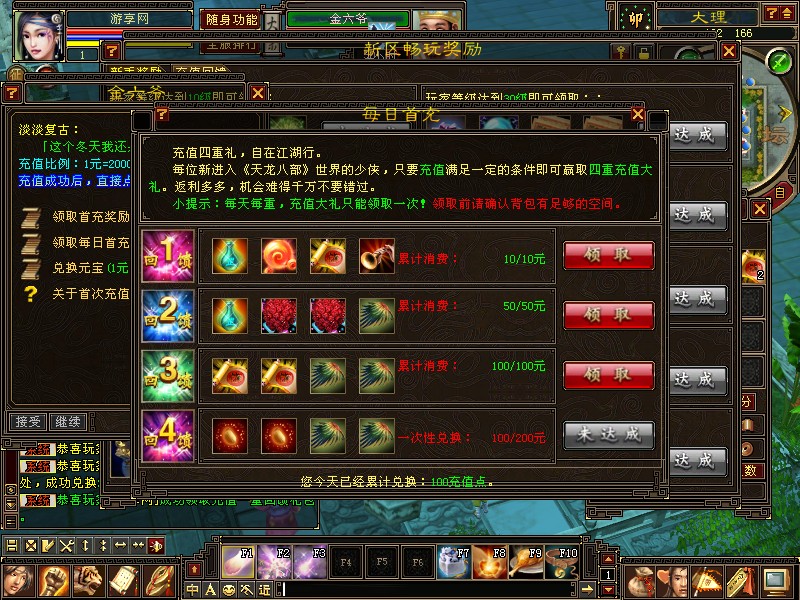 游享网
随身功能
金六爷
大理
166
新区畅玩奖励
1
玩家等级达到30级即可领取：
每日首充
淡淡复古：
「这个冬天我还
充值比例：1元=2000
充值成功后，直接点
领取首充奖励
领取每日首充
兑换元宝(1元
关于首次充值
接受 继续
充值四重礼，自在江湖行。
每位新进入《天龙八部》世界的少侠，只要充值满足一定的条件即可赢取四重充值大
礼。返利多多，机会难得千万不要错过。
小提示：每天每重，充值大礼只能领取一次！领取前请确认背包有足够的空间。
1 回馈 累计消费： 10/10元 领取
2 回馈 累计消费： 50/50元 领取
3 回馈 累计消费： 100/100元 领取
4 回馈 一次性兑换： 100/200元 未达成
您今天已经累计兑换：100充值点。
达成
达成
达成
达成
达成
2
分
数
自
系统 恭喜玩
系统 恭喜玩
处，成功兑换
系统 恭喜玩
F1 F2 F3 F4 F5 F6 F7 F8 F9 F10
1
中 A 近